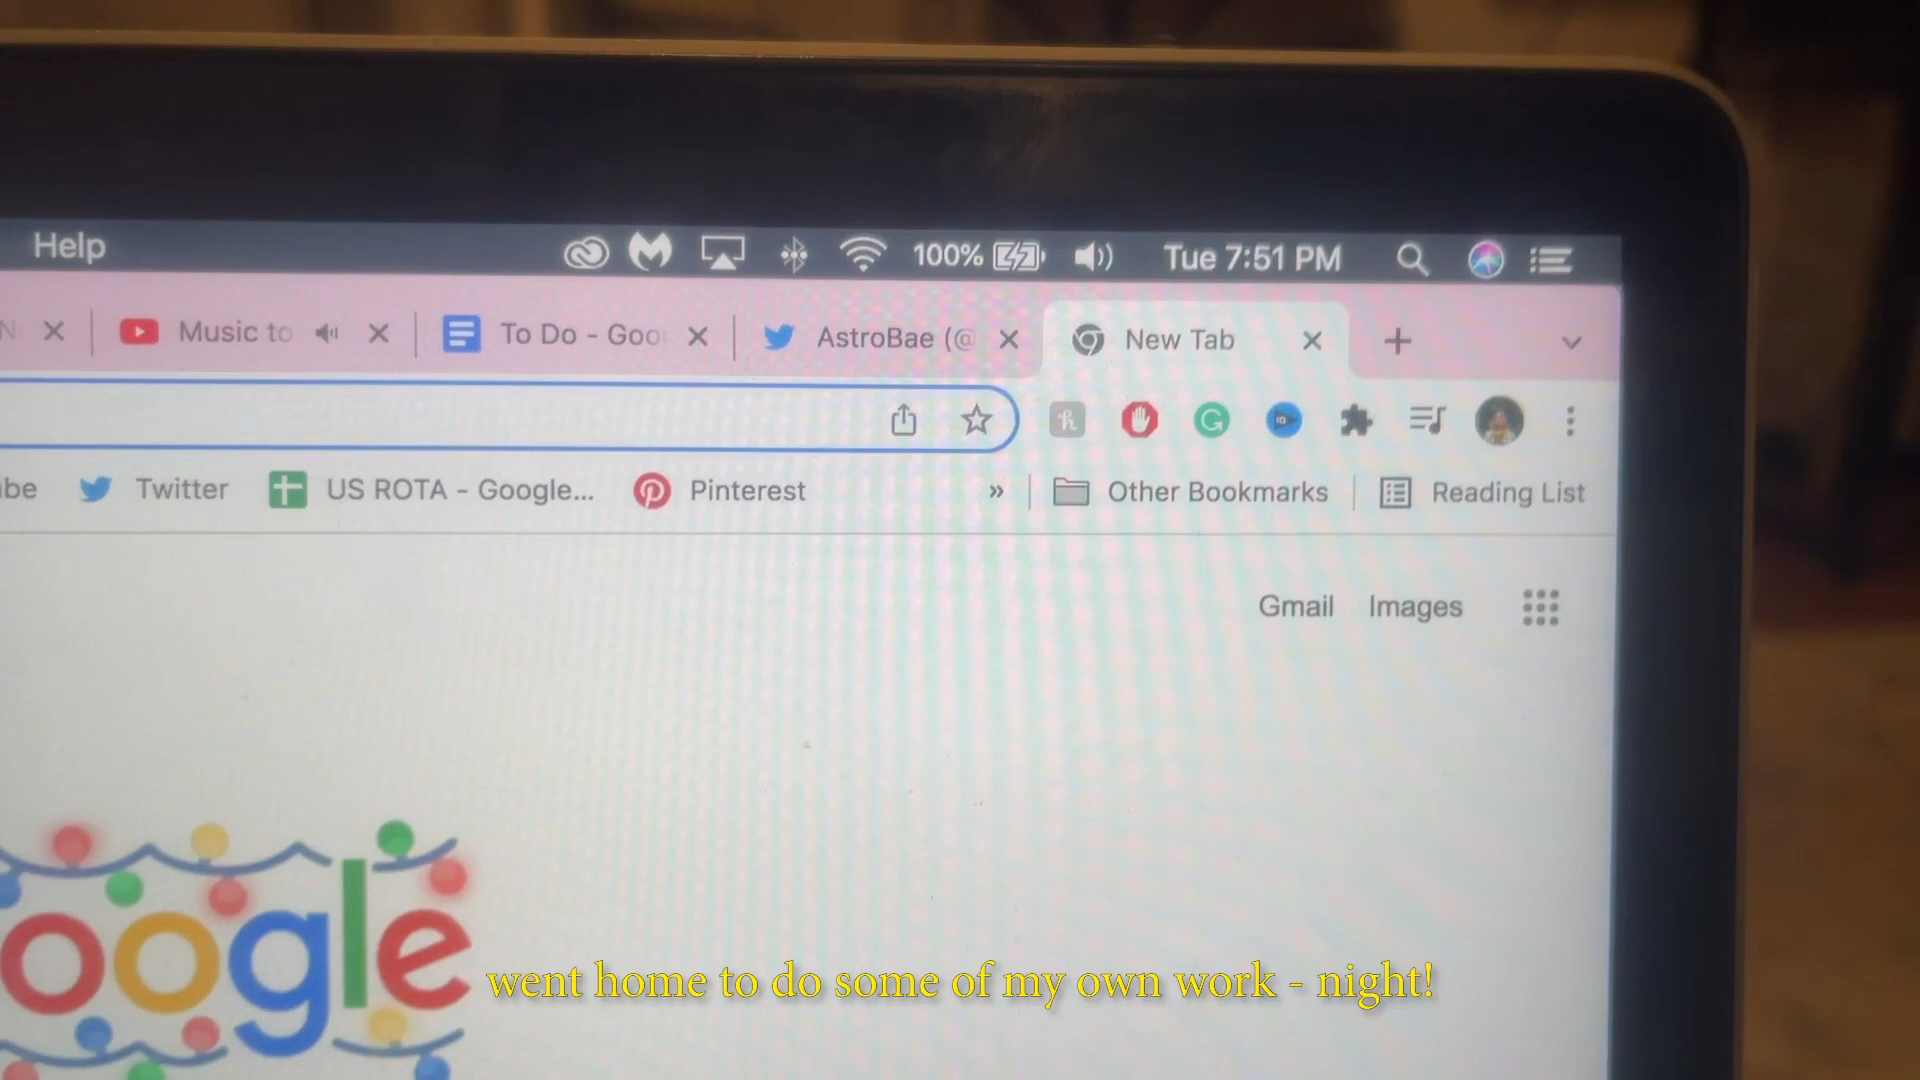 Help 100% Tue 7:51 PM
Music to To Do - Goo AstroBae (@ New Tab
be Twitter US ROTA - Google... Pinterest » Other Bookmarks Reading List
Gmail Images
oogle
went home to do some of my own work - night!